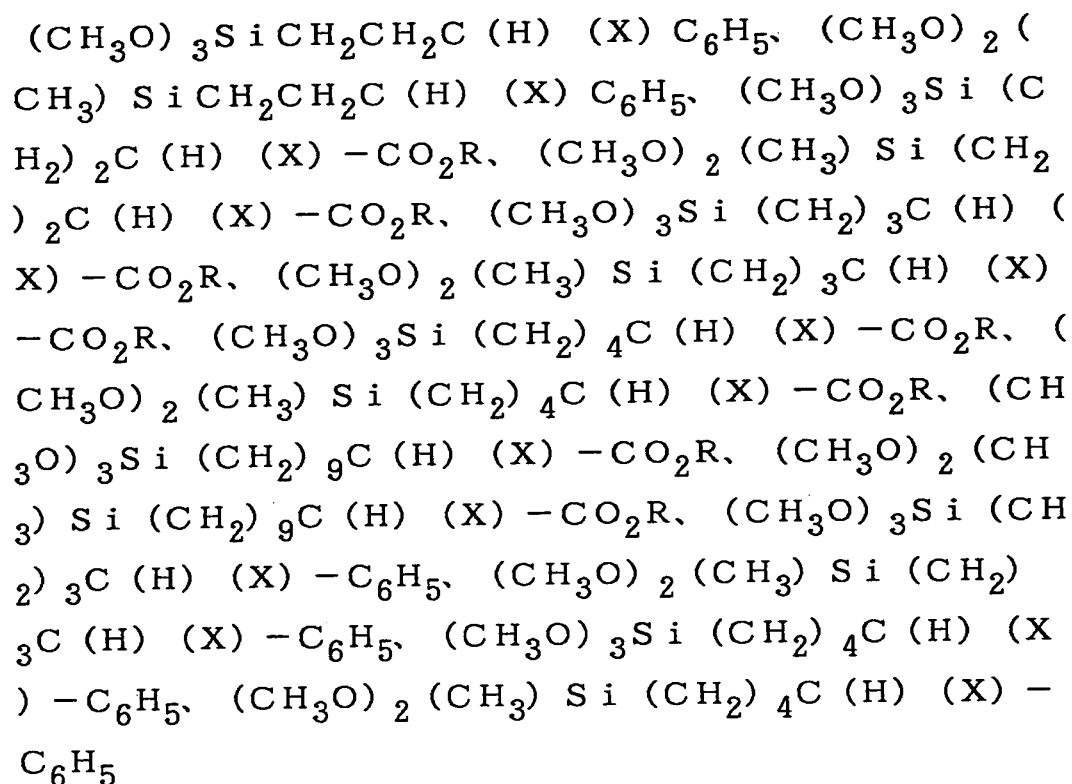 (CH₃O)₃SiCH₂CH₂C(H)(X)C₆H₅、(CH₃O)₂(
CH₃)SiCH₂CH₂C(H)(X)C₆H₅、(CH₃O)₃Si(C
H₂)₂C(H)(X)−CO₂R、(CH₃O)₂(CH₃)Si(CH₂
)₂C(H)(X)−CO₂R、(CH₃O)₃Si(CH₂)₃C(H)(
X)−CO₂R、(CH₃O)₂(CH₃)Si(CH₂)₃C(H)(X)
−CO₂R、(CH₃O)₃Si(CH₂)₄C(H)(X)−CO₂R、(
CH₃O)₂(CH₃)Si(CH₂)₄C(H)(X)−CO₂R、(CH
₃O)₃Si(CH₂)₉C(H)(X)−CO₂R、(CH₃O)₂(CH
₃)Si(CH₂)₉C(H)(X)−CO₂R、(CH₃O)₃Si(CH
₂)₃C(H)(X)−C₆H₅、(CH₃O)₂(CH₃)Si(CH₂)
₃C(H)(X)−C₆H₅、(CH₃O)₃Si(CH₂)₄C(H)(X
)−C₆H₅、(CH₃O)₂(CH₃)Si(CH₂)₄C(H)(X)−
C₆H₅